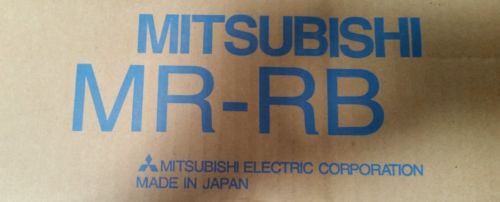 MITSUBISHI
MR-RB
MITSUBISHI ELECTRIC CORPORATION
MADE IN JAPAN